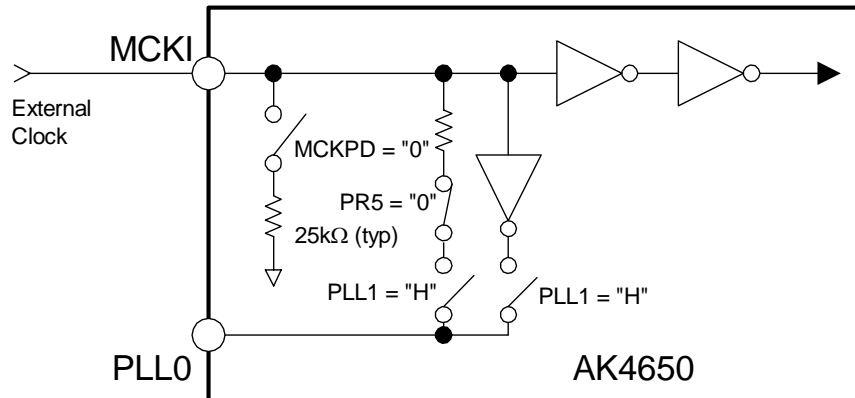 MCKI
External
Clock
MCKPD = "0"
PR5 = "0"
25kΩ (typ)
PLL1 = "H"
PLL1 = "H"
PLL0
AK4650